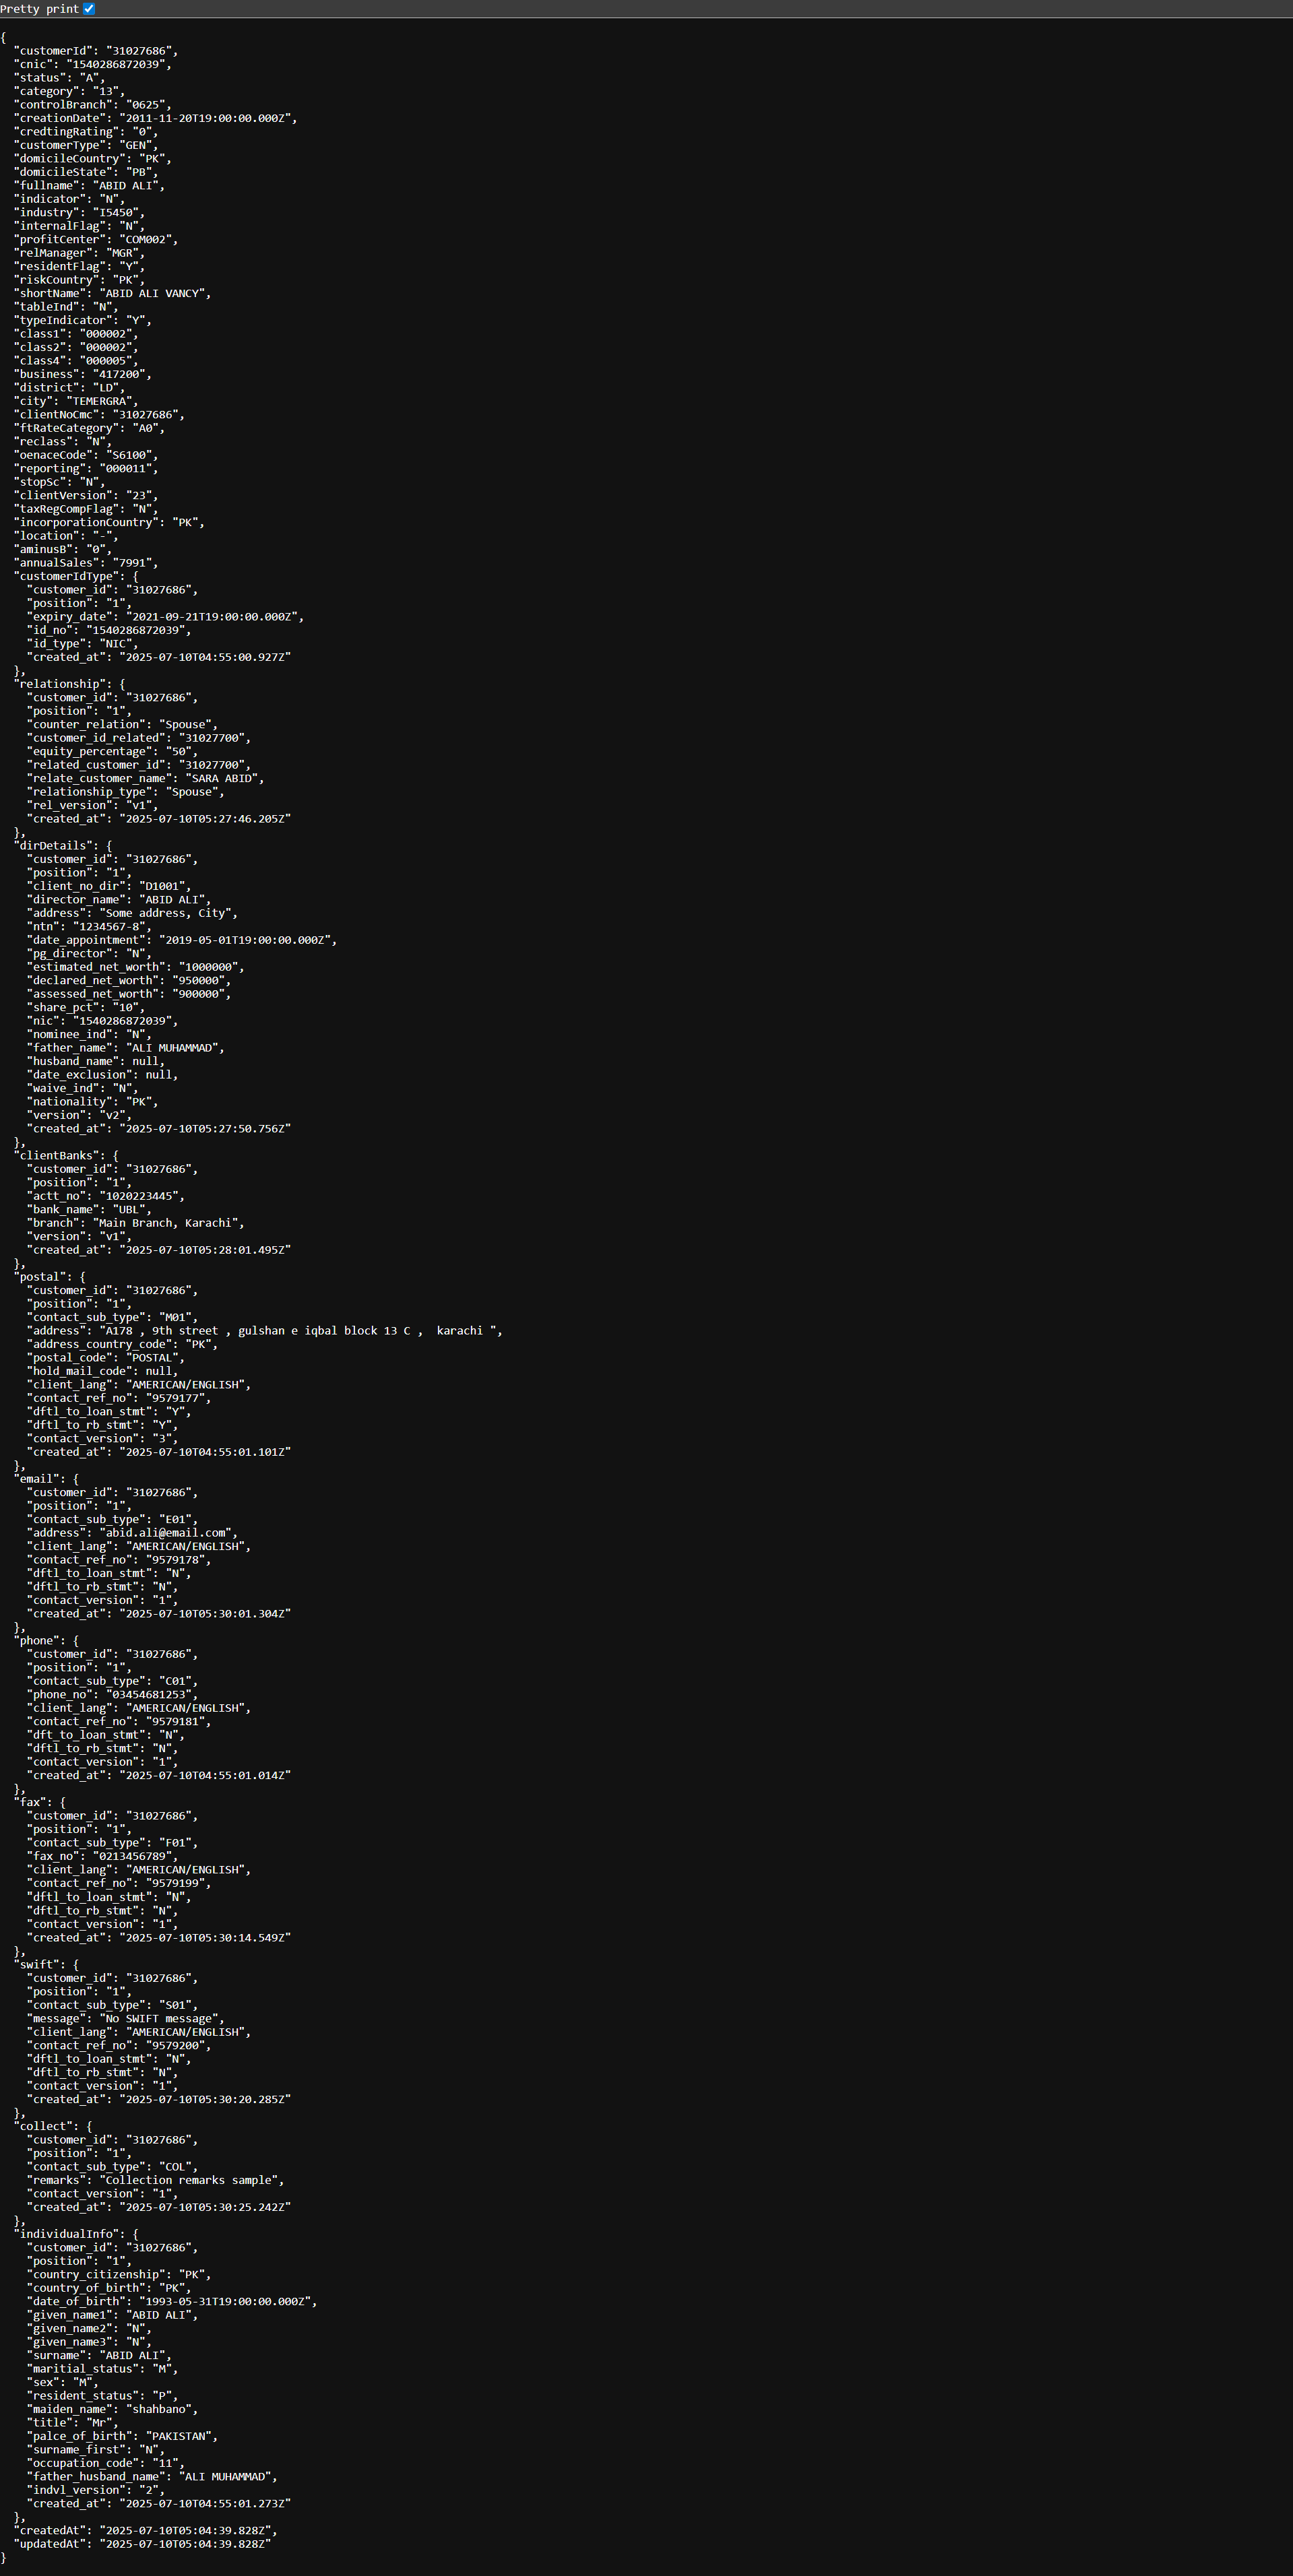 Pretty print
{
  "customerId": "31027686",
  "cnic": "1540286872039",
  "status": "A",
  "category": "13",
  "controlBranch": "0625",
  "creationDate": "2011-11-20T19:00:00.000Z",
  "credtingRating": "0",
  "customerType": "GEN",
  "domicileCountry": "PK",
  "domicileState": "PB",
  "fullname": "ABID ALI",
  "indicator": "N",
  "industry": "I5450",
  "internalFlag": "N",
  "profitCenter": "COM002",
  "relManager": "MGR",
  "residentFlag": "Y",
  "riskCountry": "PK",
  "shortName": "ABID ALI VANCY",
  "tableInd": "N",
  "typeIndicator": "Y",
  "class1": "000002",
  "class2": "000002",
  "class4": "000005",
  "business": "417200",
  "district": "LD",
  "city": "TEMERGRA",
  "clientNoCmc": "31027686",
  "ftRateCategory": "A0",
  "reclass": "N",
  "oenaceCode": "S6100",
  "reporting": "000011",
  "stopSc": "N",
  "clientVersion": "23",
  "taxRegCompFlag": "N",
  "incorporationCountry": "PK",
  "location": "-",
  "aminusB": "0",
  "annualSales": "7991",
  "customerIdType": {
    "customer_id": "31027686",
    "position": "1",
    "expiry_date": "2021-09-21T19:00:00.000Z",
    "id_no": "1540286872039",
    "id_type": "NIC",
    "created_at": "2025-07-10T04:55:00.927Z"
  },
  "relationship": {
    "customer_id": "31027686",
    "position": "1",
    "counter_relation": "Spouse",
    "customer_id_related": "31027700",
    "equity_percentage": "50",
    "related_customer_id": "31027700",
    "relate_customer_name": "SARA ABID",
    "relationship_type": "Spouse",
    "rel_version": "v1",
    "created_at": "2025-07-10T05:27:46.205Z"
  },
  "dirDetails": {
    "customer_id": "31027686",
    "position": "1",
    "client_no_dir": "D1001",
    "director_name": "ABID ALI",
    "address": "Some address, City",
    "ntn": "1234567-8",
    "date_appointment": "2019-05-01T19:00:00.000Z",
    "pg_director": "N",
    "estimated_net_worth": "1000000",
    "declared_net_worth": "950000",
    "assessed_net_worth": "900000",
    "share_pct": "10",
    "nic": "1540286872039",
    "nominee_ind": "N",
    "father_name": "ALI MUHAMMAD",
    "husband_name": null,
    "date_exclusion": null,
    "waive_ind": "N",
    "nationality": "PK",
    "version": "v2",
    "created_at": "2025-07-10T05:27:50.756Z"
  },
  "clientBanks": {
    "customer_id": "31027686",
    "position": "1",
    "actt_no": "1020223445",
    "bank_name": "UBL",
    "branch": "Main Branch, Karachi",
    "version": "v1",
    "created_at": "2025-07-10T05:28:01.495Z"
  },
  "postal": {
    "customer_id": "31027686",
    "position": "1",
    "contact_sub_type": "M01",
    "address": "A178 , 9th street , gulshan e iqbal block 13 C ,  karachi ",
    "address_country_code": "PK",
    "postal_code": "POSTAL",
    "hold_mail_code": null,
    "client_lang": "AMERICAN/ENGLISH",
    "contact_ref_no": "9579177",
    "dftl_to_loan_stmt": "Y",
    "dftl_to_rb_stmt": "Y",
    "contact_version": "3",
    "created_at": "2025-07-10T04:55:01.101Z"
  },
  "email": {
    "customer_id": "31027686",
    "position": "1",
    "contact_sub_type": "E01",
    "address": "abid.ali@email.com",
    "client_lang": "AMERICAN/ENGLISH",
    "contact_ref_no": "9579178",
    "dftl_to_loan_stmt": "N",
    "dftl_to_rb_stmt": "N",
    "contact_version": "1",
    "created_at": "2025-07-10T05:30:01.304Z"
  },
  "phone": {
    "customer_id": "31027686",
    "position": "1",
    "contact_sub_type": "C01",
    "phone_no": "03454681253",
    "client_lang": "AMERICAN/ENGLISH",
    "contact_ref_no": "9579181",
    "dft_to_loan_stmt": "N",
    "dftl_to_rb_stmt": "N",
    "contact_version": "1",
    "created_at": "2025-07-10T04:55:01.014Z"
  },
  "fax": {
    "customer_id": "31027686",
    "position": "1",
    "contact_sub_type": "F01",
    "fax_no": "0213456789",
    "client_lang": "AMERICAN/ENGLISH",
    "contact_ref_no": "9579199",
    "dftl_to_loan_stmt": "N",
    "dftl_to_rb_stmt": "N",
    "contact_version": "1",
    "created_at": "2025-07-10T05:30:14.549Z"
  },
  "swift": {
    "customer_id": "31027686",
    "position": "1",
    "contact_sub_type": "S01",
    "message": "No SWIFT message",
    "client_lang": "AMERICAN/ENGLISH",
    "contact_ref_no": "9579200",
    "dftl_to_loan_stmt": "N",
    "dftl_to_rb_stmt": "N",
    "contact_version": "1",
    "created_at": "2025-07-10T05:30:20.285Z"
  },
  "collect": {
    "customer_id": "31027686",
    "position": "1",
    "contact_sub_type": "COL",
    "remarks": "Collection remarks sample",
    "contact_version": "1",
    "created_at": "2025-07-10T05:30:25.242Z"
  },
  "individualInfo": {
    "customer_id": "31027686",
    "position": "1",
    "country_citizenship": "PK",
    "country_of_birth": "PK",
    "date_of_birth": "1993-05-31T19:00:00.000Z",
    "given_name1": "ABID ALI",
    "given_name2": "N",
    "given_name3": "N",
    "surname": "ABID ALI",
    "maritial_status": "M",
    "sex": "M",
    "resident_status": "P",
    "maiden_name": "shahbano",
    "title": "Mr",
    "palce_of_birth": "PAKISTAN",
    "surname_first": "N",
    "occupation_code": "11",
    "father_husband_name": "ALI MUHAMMAD",
    "indvl_version": "2",
    "created_at": "2025-07-10T04:55:01.273Z"
  },
  "createdAt": "2025-07-10T05:04:39.828Z",
  "updatedAt": "2025-07-10T05:04:39.828Z"
}